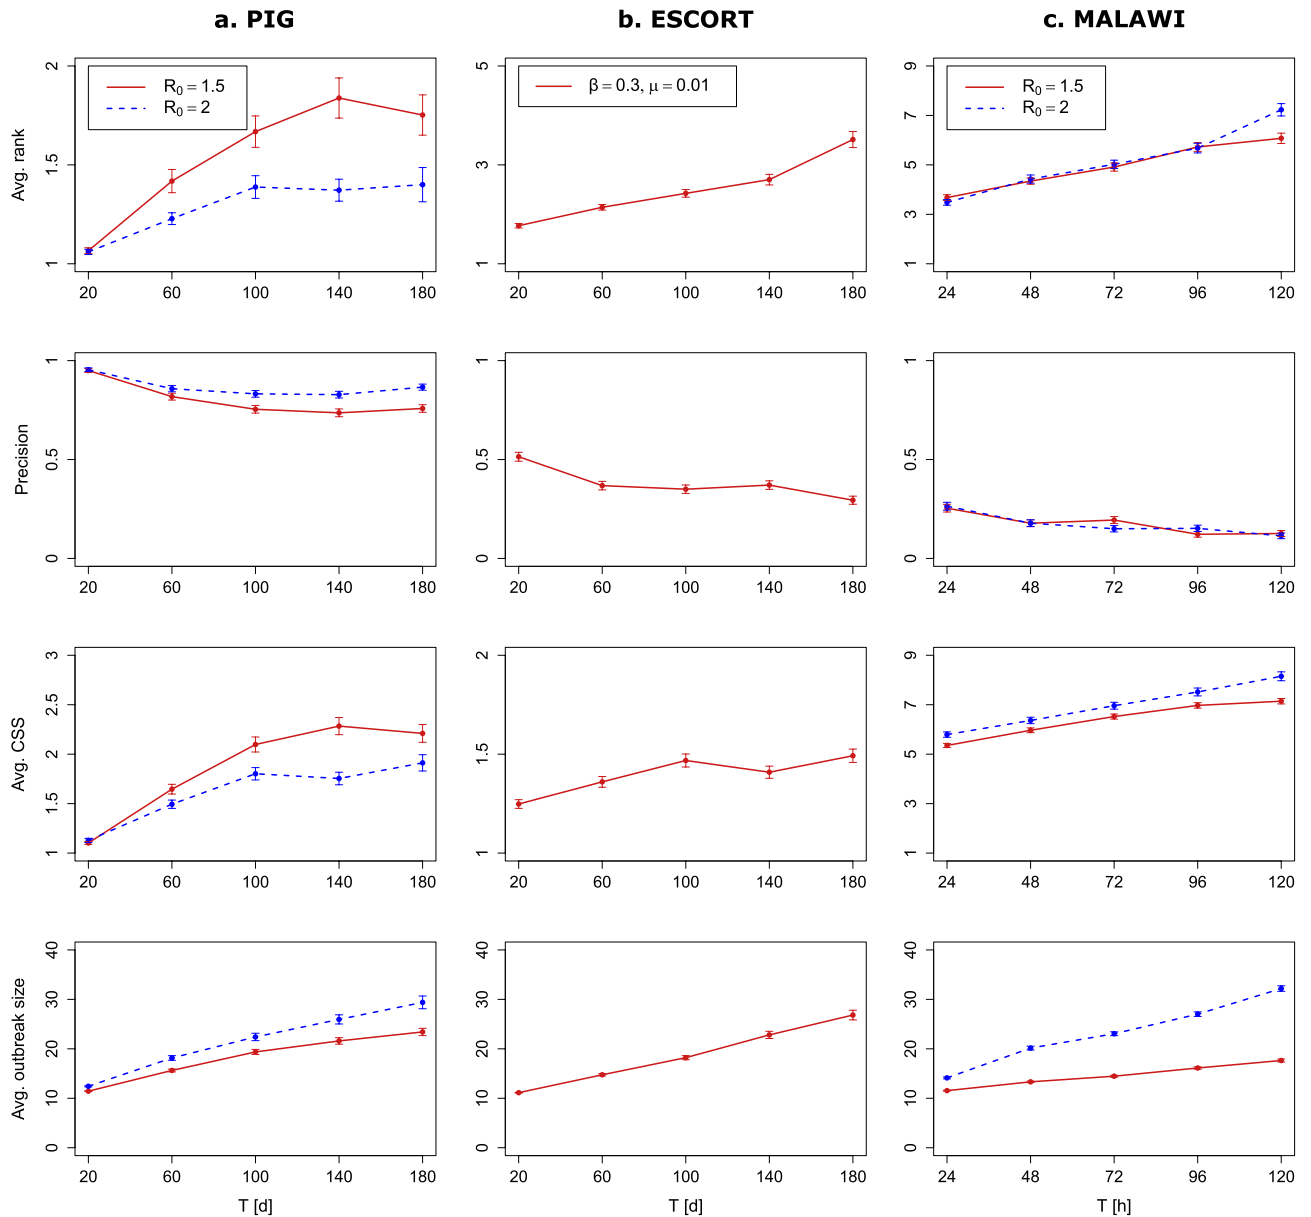 a. PIG
b. ESCORT
c. MALAWI
Avg. rank
1 1.5 2
R0 = 1.5
R0 = 2
20 60 100 140 180
1 3 5
β = 0.3, μ = 0.01
20 60 100 140 180
1 3 5 7 9
R0 = 1.5
R0 = 2
24 48 72 96 120
Precision
0 0.5 1
20 60 100 140 180
0 0.5 1
20 60 100 140 180
0 0.5 1
24 48 72 96 120
Avg. CSS
1 1.5 2 2.5 3
20 60 100 140 180
1 1.5 2
20 60 100 140 180
1 3 5 7 9
24 48 72 96 120
Avg. outbreak size
0 10 20 30 40
20 60 100 140 180
T [d]
0 10 20 30 40
20 60 100 140 180
T [d]
0 10 20 30 40
24 48 72 96 120
T [h]